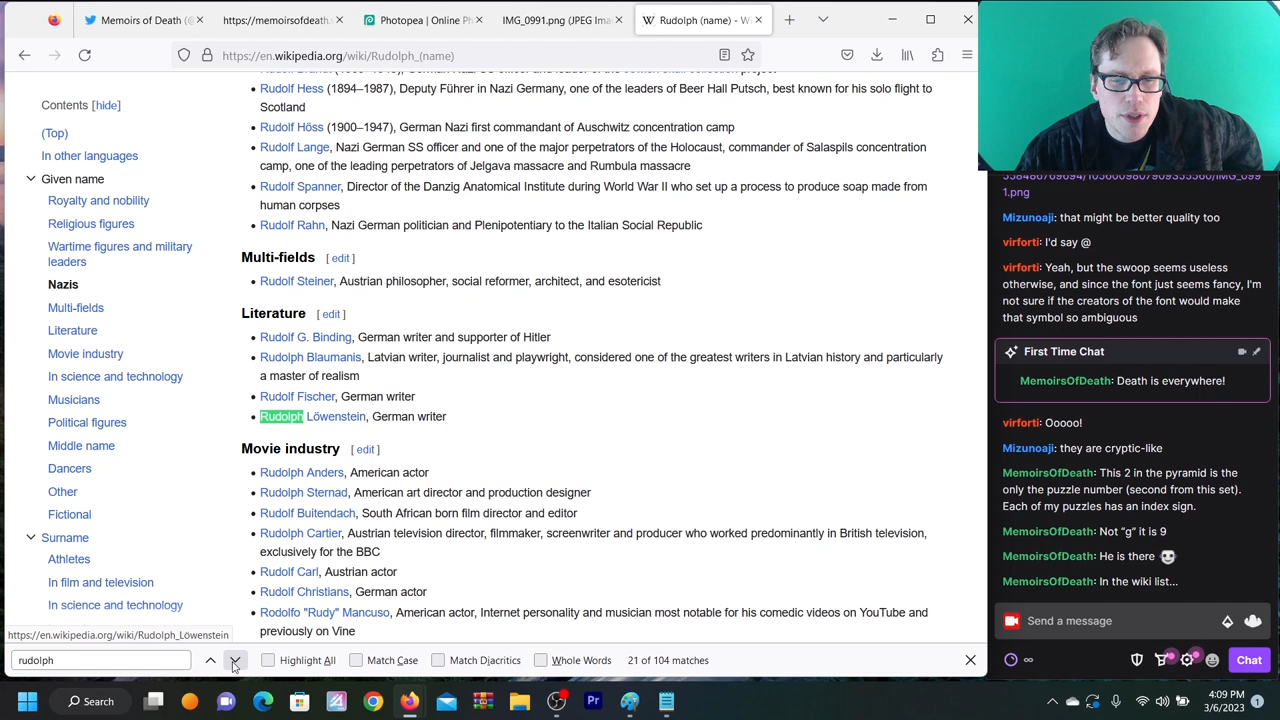 Memoirs of Death (@
https://memoirsofdeath.
Photopea | Online Ph
IMG_0991.png (JPEG Ima
Rudolph (name) - W
https://en.wikipedia.org/wiki/Rudolph_(name)
Contents [hide]
(Top)
In other languages
Given name
Royalty and nobility
Religious figures
Wartime figures and military
leaders
Nazis
Multi-fields
Literature
Movie industry
In science and technology
Musicians
Political figures
Middle name
Dancers
Other
Fictional
Surname
Athletes
In film and television
In science and technology
Rudolf Hess (1894–1987), Deputy Führer in Nazi Germany, one of the leaders of Beer Hall Putsch, best known for his solo flight to
Scotland
Rudolf Höss (1900–1947), German Nazi first commandant of Auschwitz concentration camp
Rudolf Lange, Nazi German SS officer and one of the major perpetrators of the Holocaust, commander of Salaspils concentration
camp, one of the leading perpetrators of Jelgava massacre and Rumbula massacre
Rudolf Spanner, Director of the Danzig Anatomical Institute during World War II who set up a process to produce soap made from
human corpses
Rudolf Rahn, Nazi German politician and Plenipotentiary to the Italian Social Republic
Multi-fields [ edit ]
Rudolf Steiner, Austrian philosopher, social reformer, architect, and esotericist
Literature [ edit ]
Rudolf G. Binding, German writer and supporter of Hitler
Rudolph Blaumanis, Latvian writer, journalist and playwright, considered one of the greatest writers in Latvian history and particularly
a master of realism
Rudolf Fischer, German writer
Rudolph Löwenstein, German writer
Movie industry [ edit ]
Rudolph Anders, American actor
Rudolph Sternad, American art director and production designer
Rudolf Buitendach, South African born film director and editor
Rudolph Cartier, Austrian television director, filmmaker, screenwriter and producer who worked predominantly in British television,
exclusively for the BBC
Rudolf Carl, Austrian actor
Rudolf Christians, German actor
Rodolfo "Rudy" Mancuso, American actor, Internet personality and musician most notable for his comedic videos on YouTube and
previously on Vine
https://en.wikipedia.org/wiki/Rudolph_Löwenstein
rudolph
Highlight All
Match Case
Match Diacritics
Whole Words
21 of 104 matches
1.png
Mizunoaji: that might be better quality too
virforti: I'd say @
virforti: Yeah, but the swoop seems useless
otherwise, and since the font just seems fancy, I'm
not sure if the creators of the font would make
that symbol so ambiguous
First Time Chat
MemoirsOfDeath: Death is everywhere!
virforti: Ooooo!
Mizunoaji: they are cryptic-like
MemoirsOfDeath: This 2 in the pyramid is the
only the puzzle number (second from this set).
Each of my puzzles has an index sign.
MemoirsOfDeath: Not “g” it is 9
MemoirsOfDeath: He is there
MemoirsOfDeath: In the wiki list...
Send a message
Chat
Search
Pr
4:09 PM
3/6/2023
1